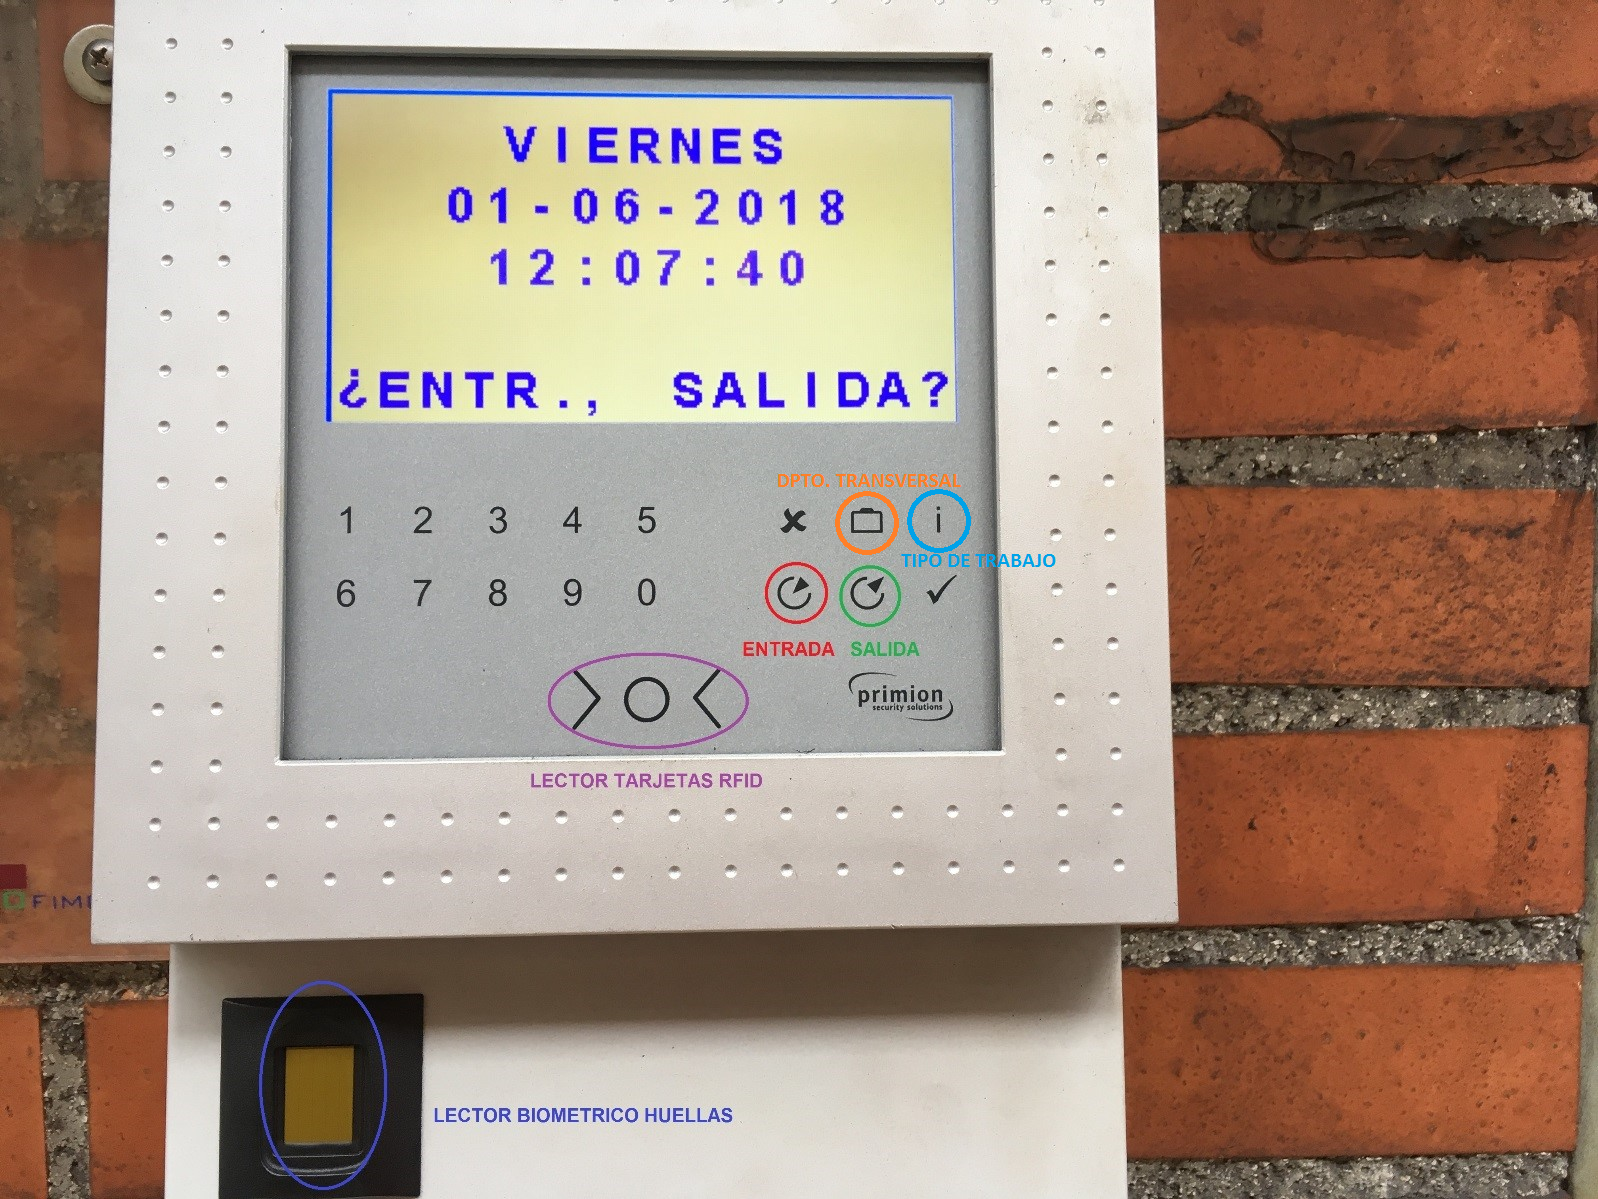 VIERNES
01-06-2018
12:07:40
¿ENTR., SALIDA?
DPTO. TRANSVERSAL
1 2 3 4 5 i
TIPO DE TRABAJO
6 7 8 9 0
ENTRADA SALIDA
primion
security solutions
LECTOR TARJETAS RFID
LECTOR BIOMETRICO HUELLAS